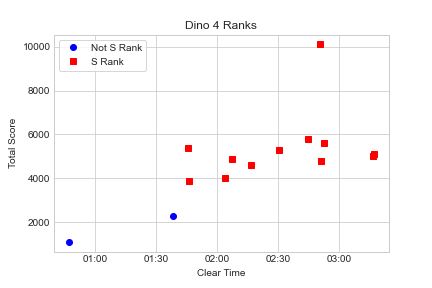 Dino 4 Ranks
Not S Rank
S Rank
10000
8000
6000
4000
2000
Total Score
01:00 01:30 02:00 02:30 03:00
Clear Time